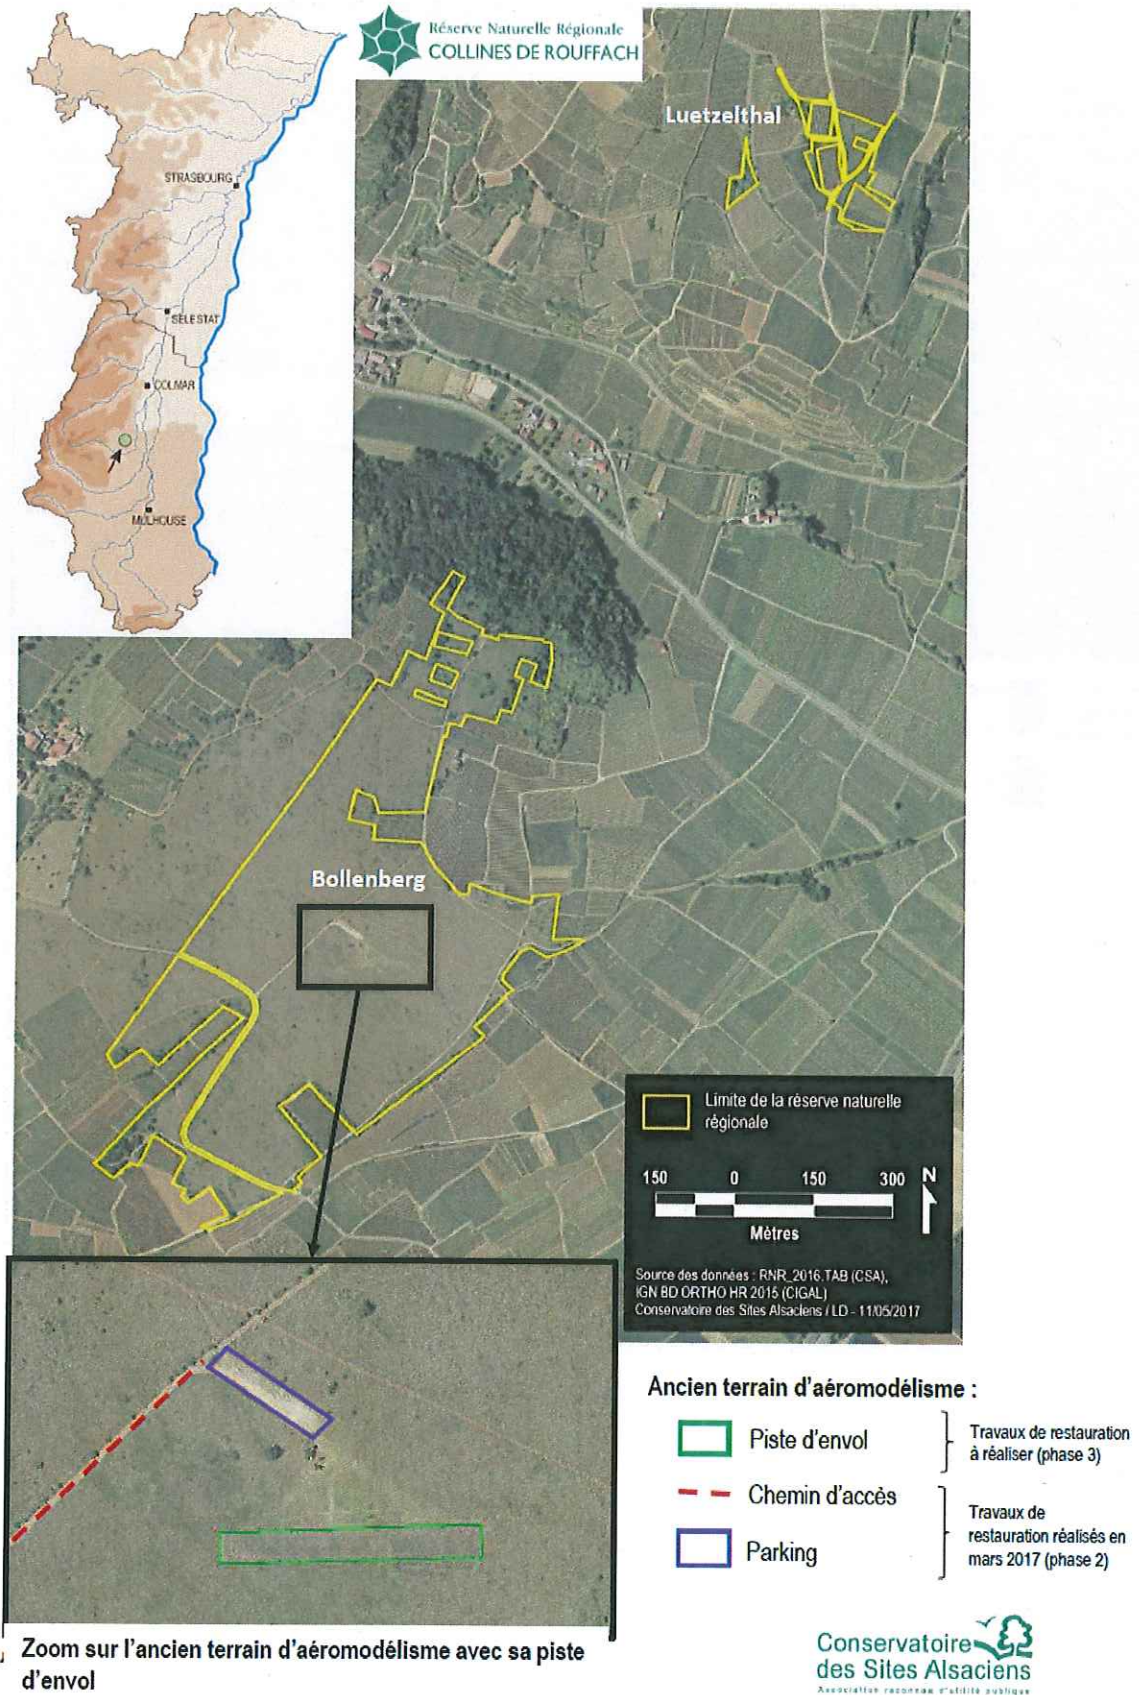 Réserve Naturelle Régionale
COLLINES DE ROUFFACH
STRASBOURG
SELESTAT
COLMAR
MULHOUSE
Luetzelthal
Bollenberg
Limite de la réserve naturelle
régionale
150 0 150 300 N
Mètres
Source des données : RNR_2016.TAB (CSA),
IGN BD ORTHO HR 2015 (CIGAL)
Conservatoire des Sites Alsaciens / LD - 11/05/2017
Ancien terrain d'aéromodélisme :
Piste d'envol
Travaux de restauration
à réaliser (phase 3)
Chemin d'accès
Parking
Travaux de
restauration réalisés en
mars 2017 (phase 2)
Zoom sur l'ancien terrain d'aéromodélisme avec sa piste
d'envol
Conservatoire
des Sites Alsaciens
Association reconnue d'utilité publique